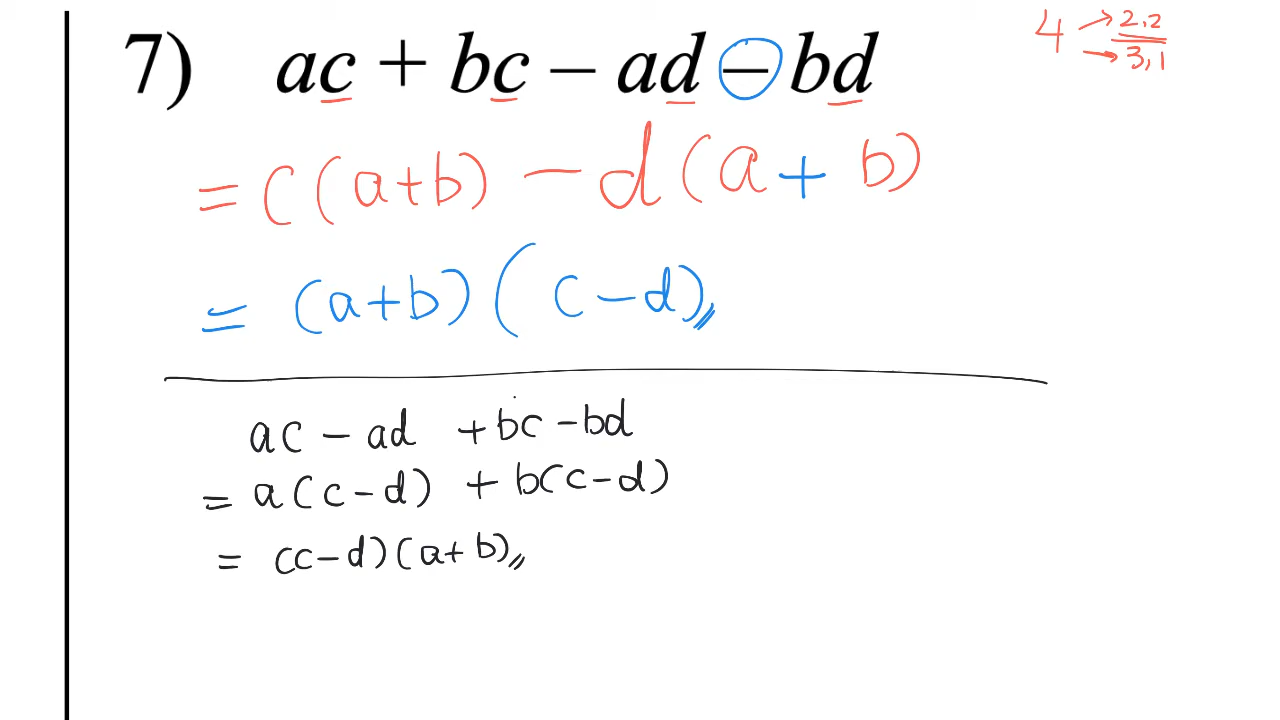 7) ac + bc – ad – bd
4 → 2,2
→ 3,1
= c(a+b) – d(a + b)
= (a+b)(c–d)
ac – ad + bc – bd
= a(c–d) + b(c–d)
= (c–d)(a+b)